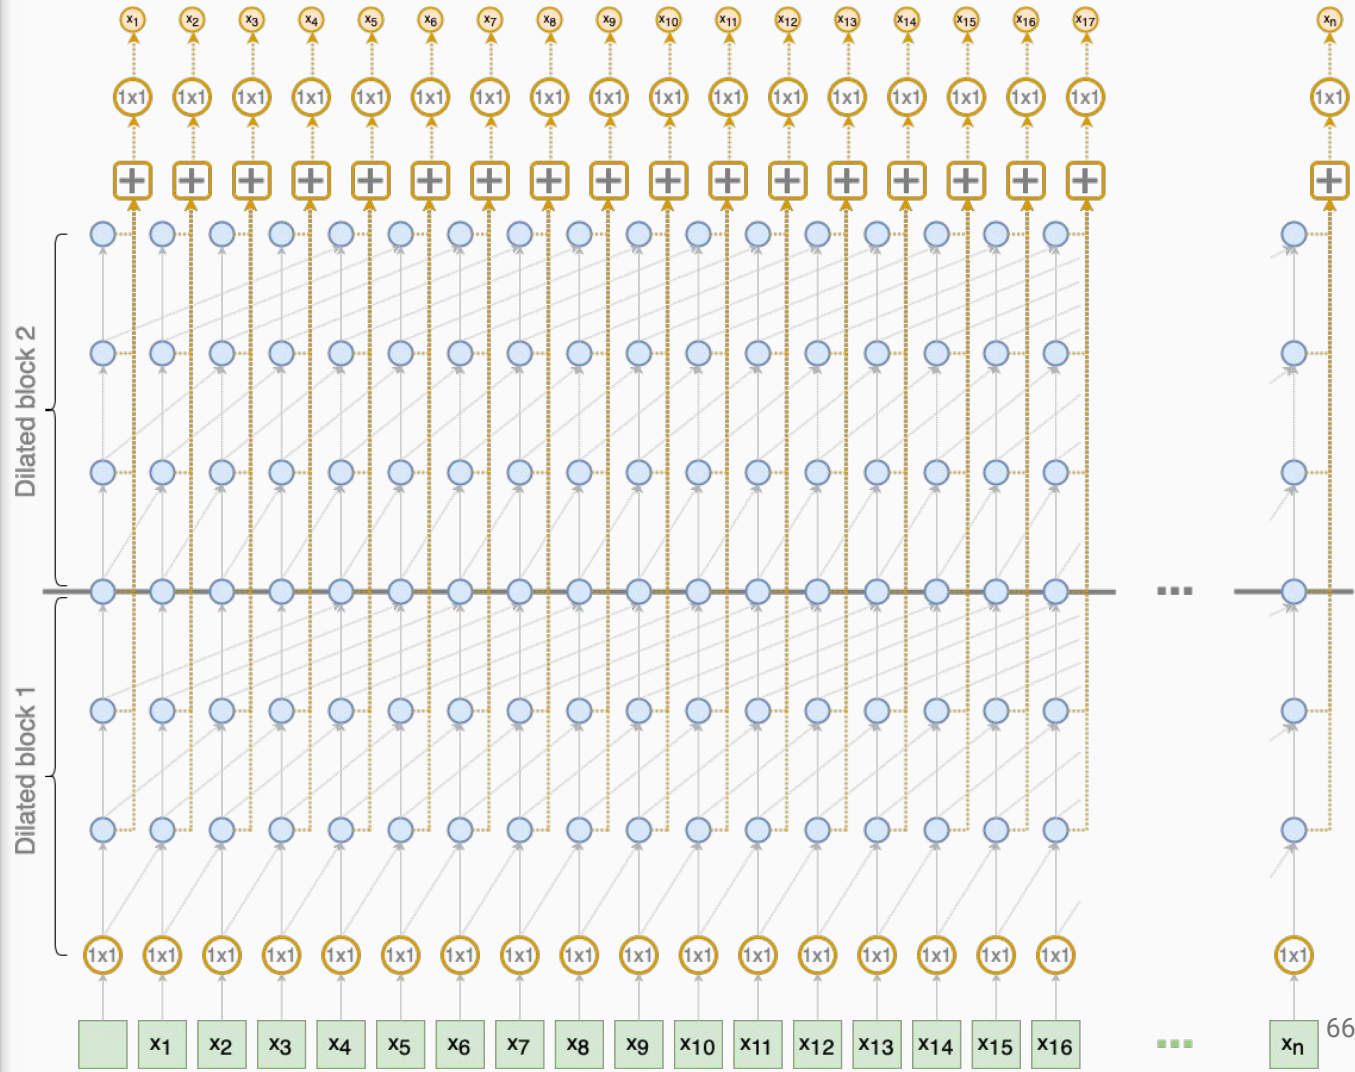 x₁ x₂ x₃ x₄ x₅ x₆ x₇ x₈ x₉ x₁₀ x₁₁ x₁₂ x₁₃ x₁₄ x₁₅ x₁₆ x₁₇ xₙ
1x1 1x1 1x1 1x1 1x1 1x1 1x1 1x1 1x1 1x1 1x1 1x1 1x1 1x1 1x1 1x1 1x1 1x1
+ + + + + + + + + + + + + + + + + +
Dilated block 2
...
Dilated block 1
1x1 1x1 1x1 1x1 1x1 1x1 1x1 1x1 1x1 1x1 1x1 1x1 1x1 1x1 1x1 1x1 1x1 1x1
x₁ x₂ x₃ x₄ x₅ x₆ x₇ x₈ x₉ x₁₀ x₁₁ x₁₂ x₁₃ x₁₄ x₁₅ x₁₆ ... xₙ
66